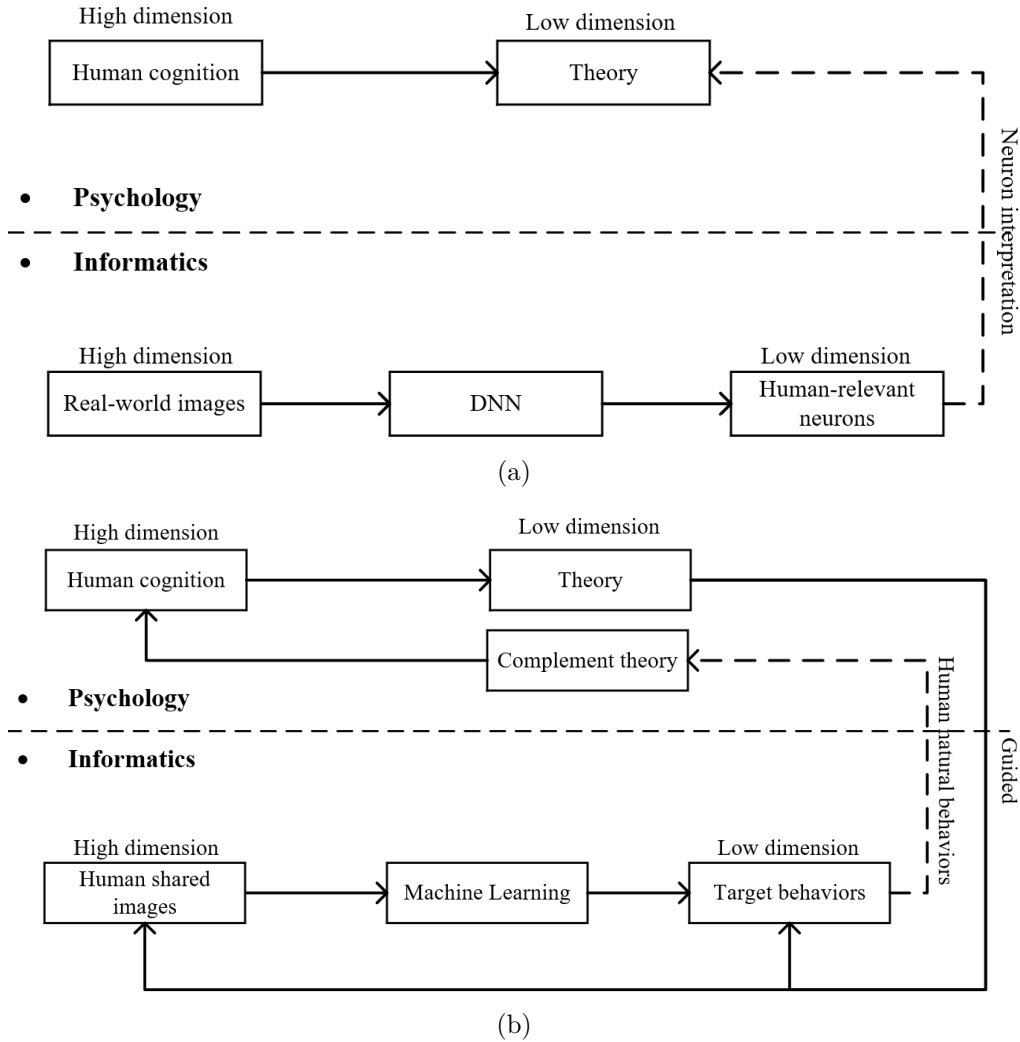 High dimension
Low dimension
Human cognition
Theory
Neuron interpretation
• Psychology
• Informatics
High dimension
Low dimension
Real-world images
DNN
Human-relevant
neurons
(a)
High dimension
Low dimension
Human cognition
Theory
Complement theory
Human natural behaviors
Guided
• Psychology
• Informatics
High dimension
Low dimension
Human shared
images
Machine Learning
Target behaviors
(b)